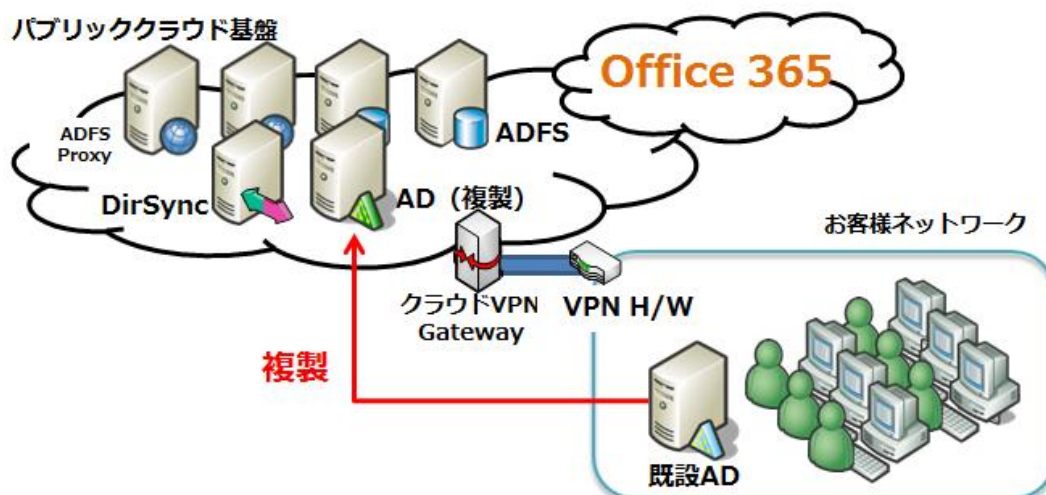 パブリッククラウド基盤
Office 365
ADFS
Proxy
ADFS
DirSync
AD（複製）
お客様ネットワーク
クラウドVPN
Gateway
VPN H/W
複製
既設AD